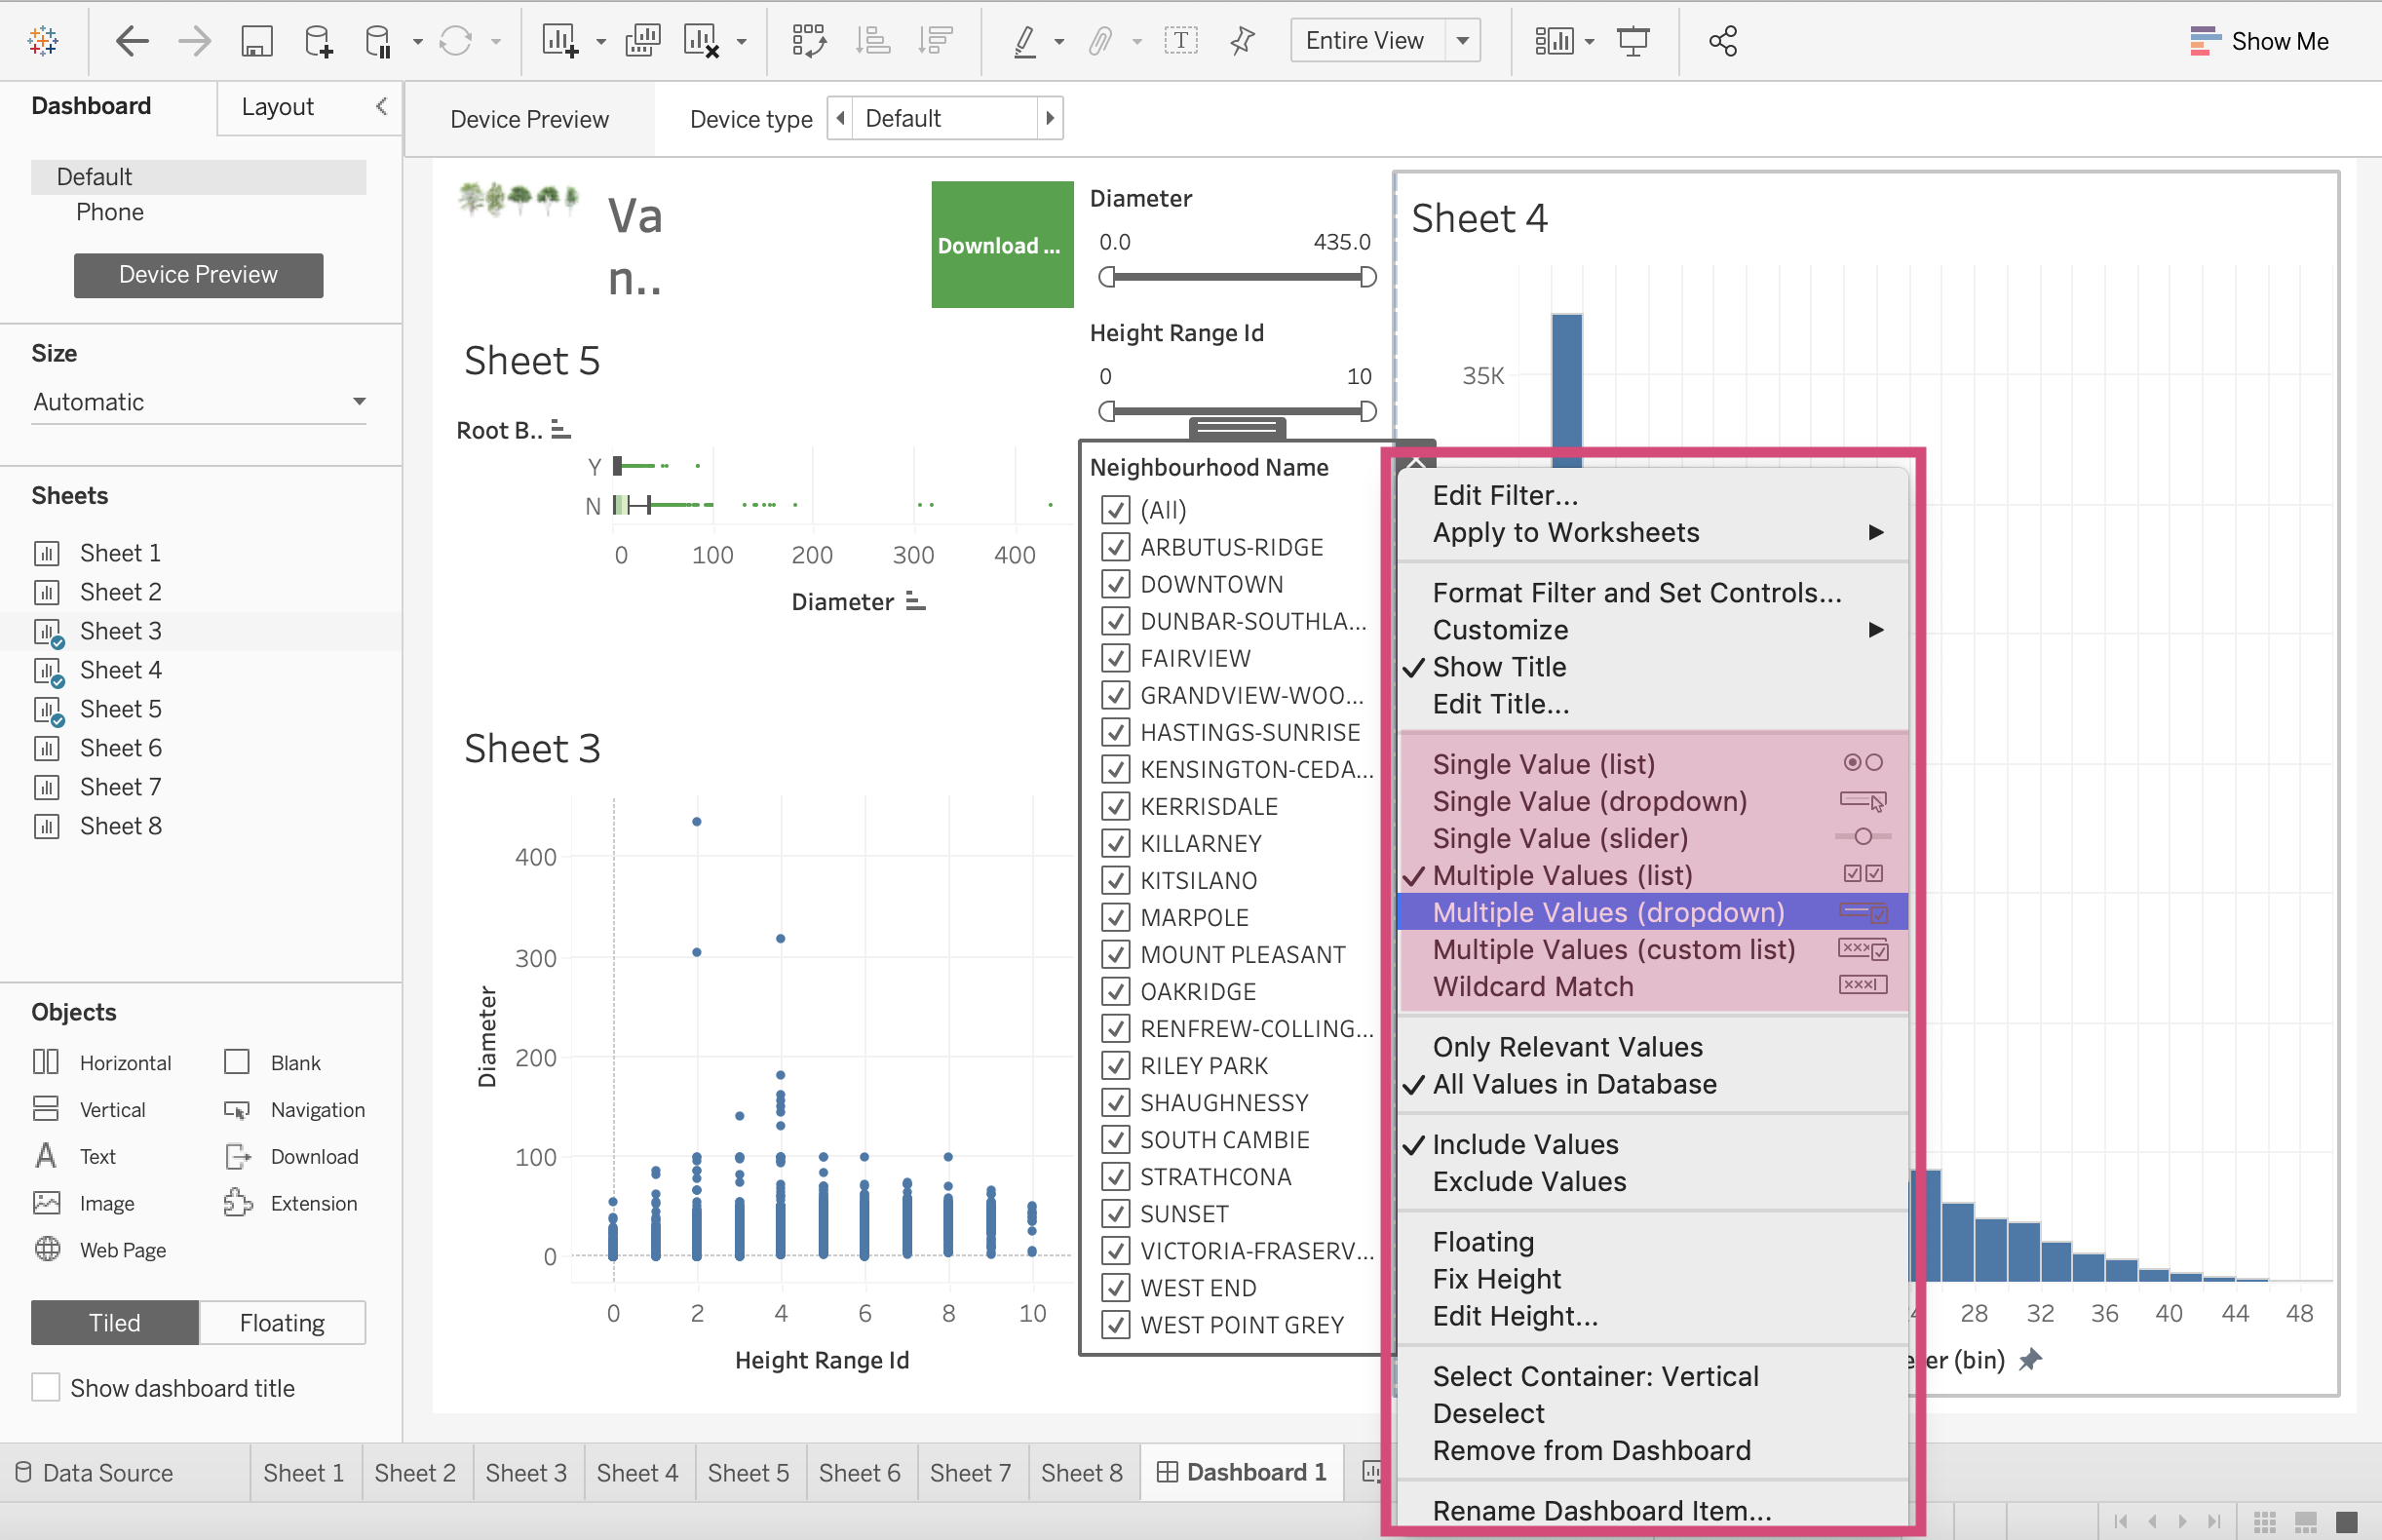 Entire View
Show Me
Dashboard
Layout
Device Preview
Device type
Default
Default
Phone
Device Preview
Size
Automatic
Sheets
Sheet 1
Sheet 2
Sheet 3
Sheet 4
Sheet 5
Sheet 6
Sheet 7
Sheet 8
Objects
Horizontal
Blank
Vertical
Navigation
Text
Download
Image
Extension
Web Page
Tiled
Floating
Show dashboard title
Va
n..
Download ...
Sheet 5
Root B..
Y
N
0 100 200 300 400
Diameter
Sheet 3
400
300
200
100
0
Diameter
0 2 4 6 8 10
Height Range Id
Diameter
0.0 435.0
Height Range Id
0 10
Neighbourhood Name
(All)
ARBUTUS-RIDGE
DOWNTOWN
DUNBAR-SOUTHLA...
FAIRVIEW
GRANDVIEW-WOO...
HASTINGS-SUNRISE
KENSINGTON-CEDA...
KERRISDALE
KILLARNEY
KITSILANO
MARPOLE
MOUNT PLEASANT
OAKRIDGE
RENFREW-COLLING...
RILEY PARK
SHAUGHNESSY
SOUTH CAMBIE
STRATHCONA
SUNSET
VICTORIA-FRASERV...
WEST END
WEST POINT GREY
Sheet 4
35K
Edit Filter...
Apply to Worksheets
Format Filter and Set Controls...
Customize
Show Title
Edit Title...
Single Value (list)
Single Value (dropdown)
Single Value (slider)
Multiple Values (list)
Multiple Values (dropdown)
Multiple Values (custom list)
Wildcard Match
Only Relevant Values
All Values in Database
Include Values
Exclude Values
Floating
Fix Height
Edit Height...
Select Container: Vertical
Deselect
Remove from Dashboard
Rename Dashboard Item...
28 32 36 40 44 48
(bin)
Data Source
Sheet 1
Sheet 2
Sheet 3
Sheet 4
Sheet 5
Sheet 6
Sheet 7
Sheet 8
Dashboard 1